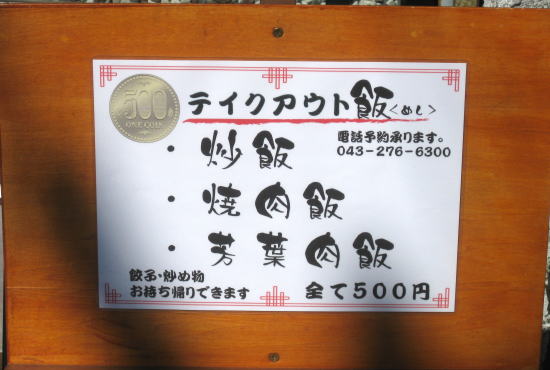 500
ONE COIN
テイクアウト飯<めし>
電話予約承ります。
043-276-6300
・炒飯
・焼肉飯
・芳葉肉飯
餃子・炒め物
お持ち帰りできます
全て500円